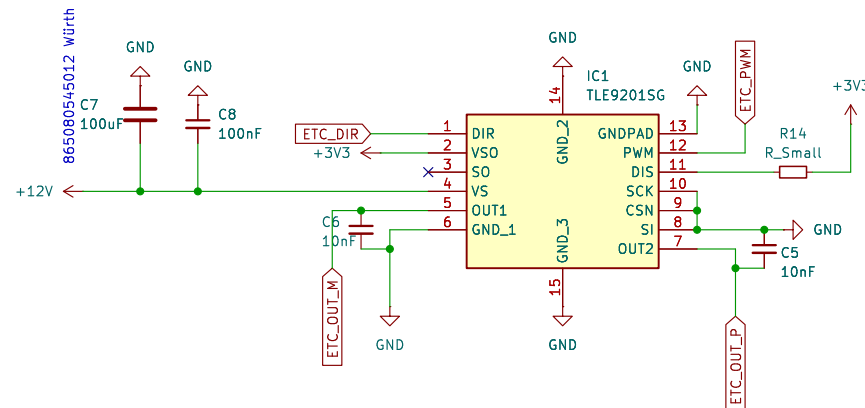 865080545012 Würth
GND
C7
100uF
GND
C8
100nF
+12V
ETC_DIR
+3V3
C6
10nF
ETC_OUT_M
GND
GND
14
IC1
TLE9201SG
1
DIR
2
VSO
3
SO
4
VS
5
OUT1
6
GND_1
GND_2
GND_3
GNDPAD
13
PWM
12
DIS
11
SCK
10
CSN
9
SI
8
OUT2
7
15
GND
GND
ETC_PWM
R14
R_Small
+3V3
GND
C5
10nF
ETC_OUT_P